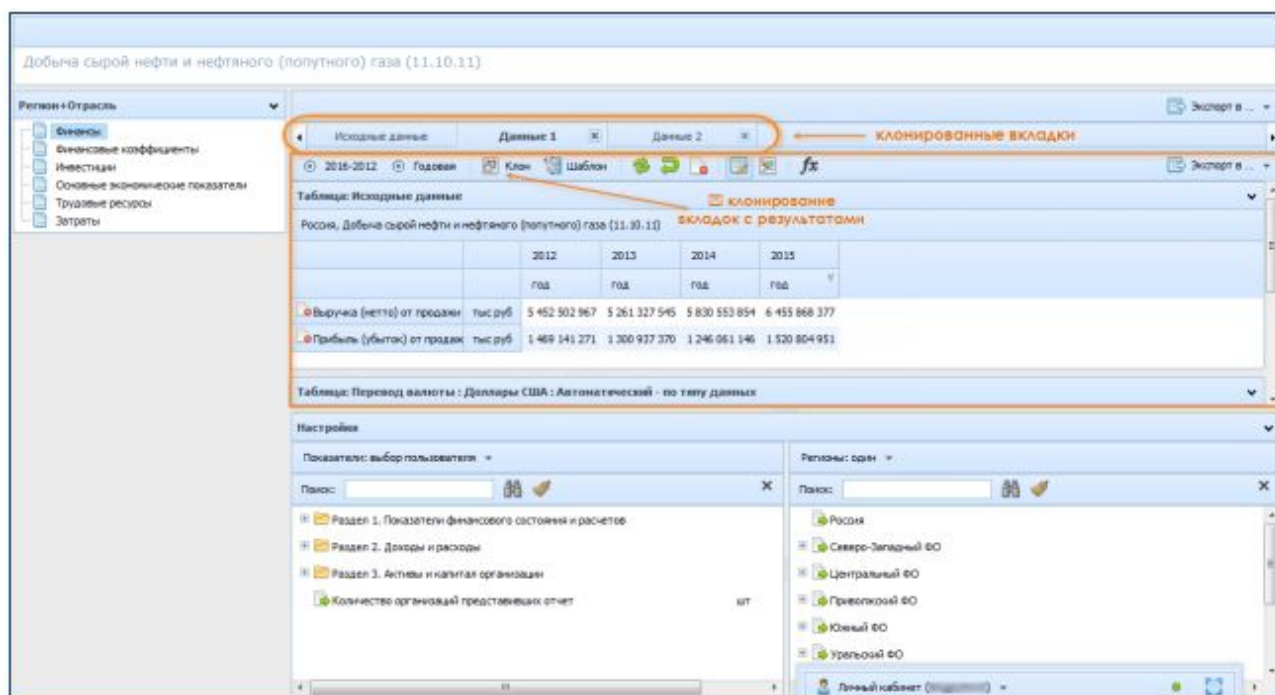 Добыча сырой нефти и нефтяного (попутного) газа (11.10.11)
Регион+Отрасль
Экспорт в ...
Финансы
Финансовые коэффициенты
Инвестиции
Основные экономические показатели
Трудовые ресурсы
Затраты
Исходные данные Данные 1 Данные 2
клонированные вкладки
2016-2012 Годовая Клон Шаблон fx Экспорт в ...
Таблица: Исходные данные
клонирование
вкладок с результатами
Россия, Добыча сырой нефти и нефтяного (попутного) газа (11.10.11)
2012 2013 2014 2015
год год год год
Выручка (нетто) от продажи тыс руб 5 452 502 967 5 261 327 545 5 830 553 854 6 455 868 377
Прибыль (убыток) от продаж тыс руб 1 469 141 271 1 300 937 370 1 246 061 146 1 520 804 951
Таблица: Перевод валюты : Доллары США : Автоматический - по типу данных
Настройки
Показатели: выбор пользователя
Регионы: один
Поиск:
Поиск:
Раздел 1. Показатели финансового состояния и расчетов
Раздел 2. Доходы и расходы
Раздел 3. Активы и капитал организации
Количество организаций представивших отчет шт
Россия
Северо-Западный ФО
Центральный ФО
Приволжский ФО
Южный ФО
Уральский ФО
Личный кабинет (